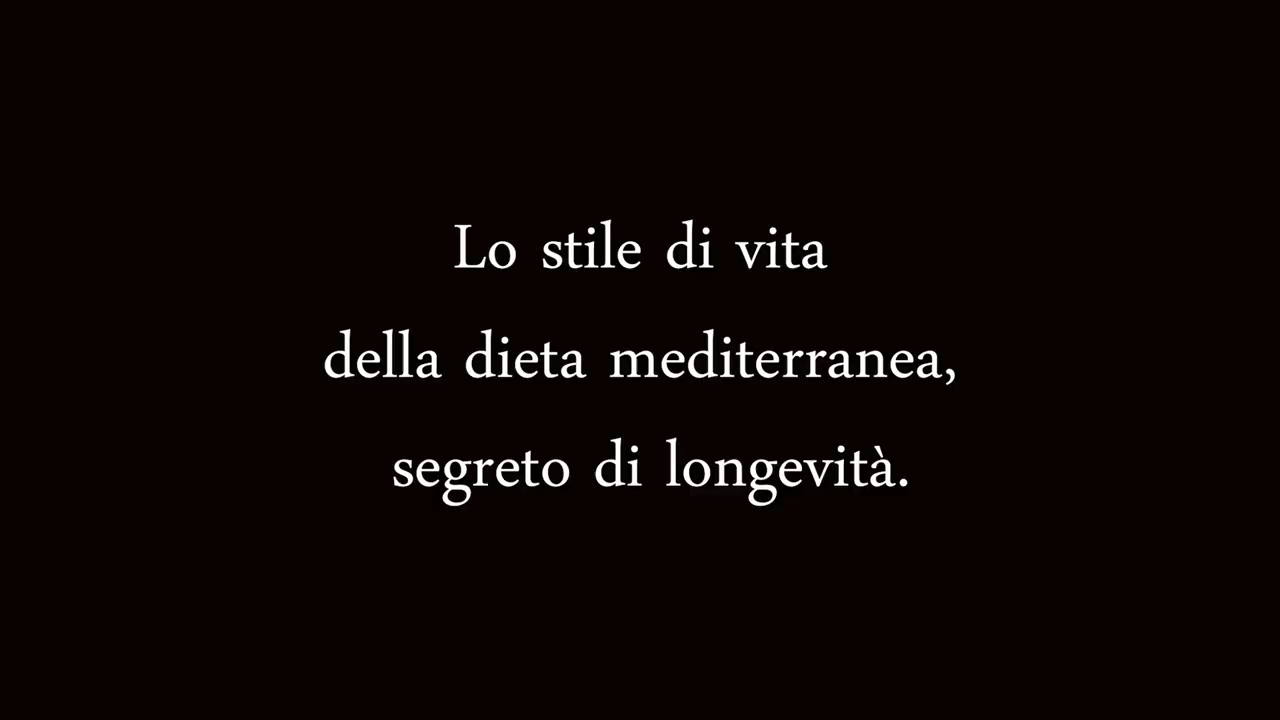 Lo stile di vita
della dieta mediterranea,
segreto di longevità.